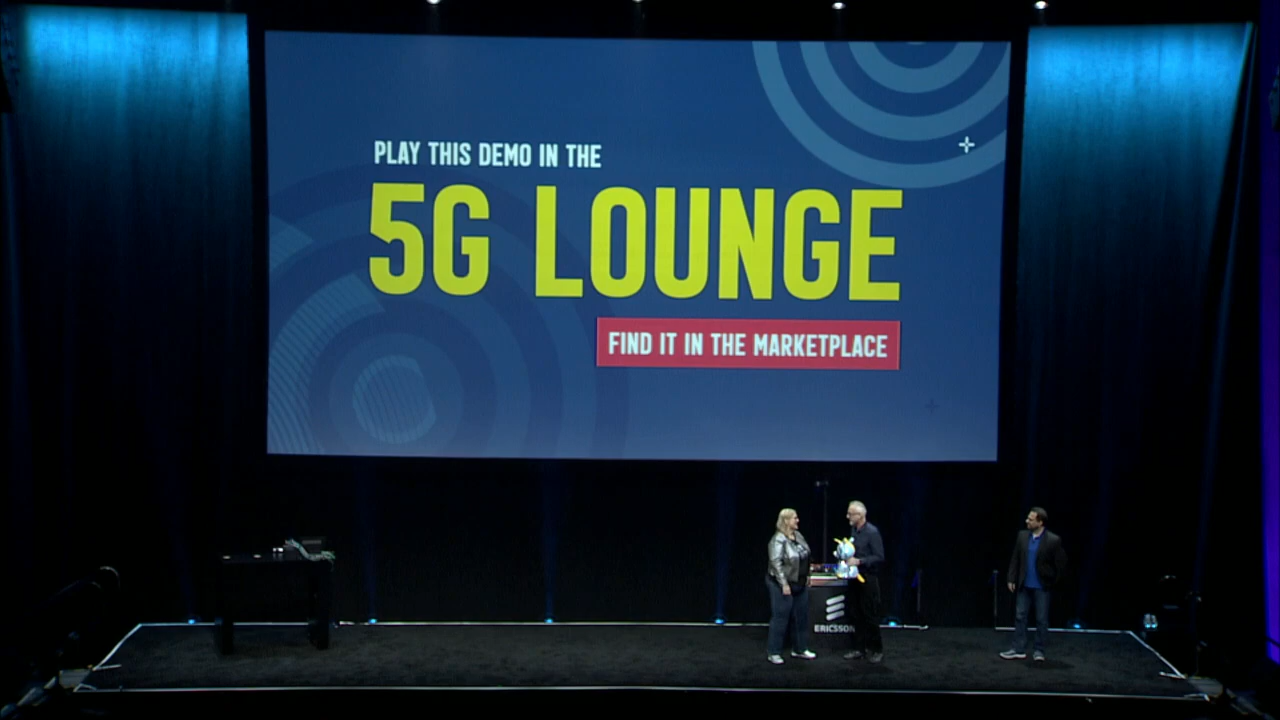 PLAY THIS DEMO IN THE
5G LOUNGE
FIND IT IN THE MARKETPLACE
ERICSSON